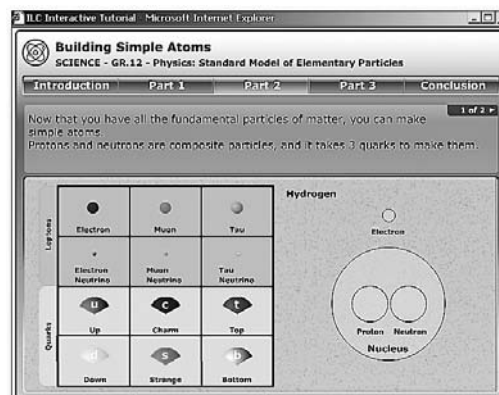 ILC Interactive Tutorial - Microsoft Internet Explorer
Building Simple Atoms
SCIENCE - GR.12 - Physics: Standard Model of Elementary Particles
Introduction Part 1 Part 2 Part 3 Conclusion
1 of 2
Now that you have all the fundamental particles of matter, you can make
simple atoms.
Protons and neutrons are composite particles, and it takes 3 quarks to make them.
Leptons
Electron Muon Tau
Electron Neutrino Muon Neutrino Tau Neutrino
Quarks
u c t
Up Charm Top
d s b
Down Strange Bottom
Hydrogen
Electron
Proton Neutron
Nucleus